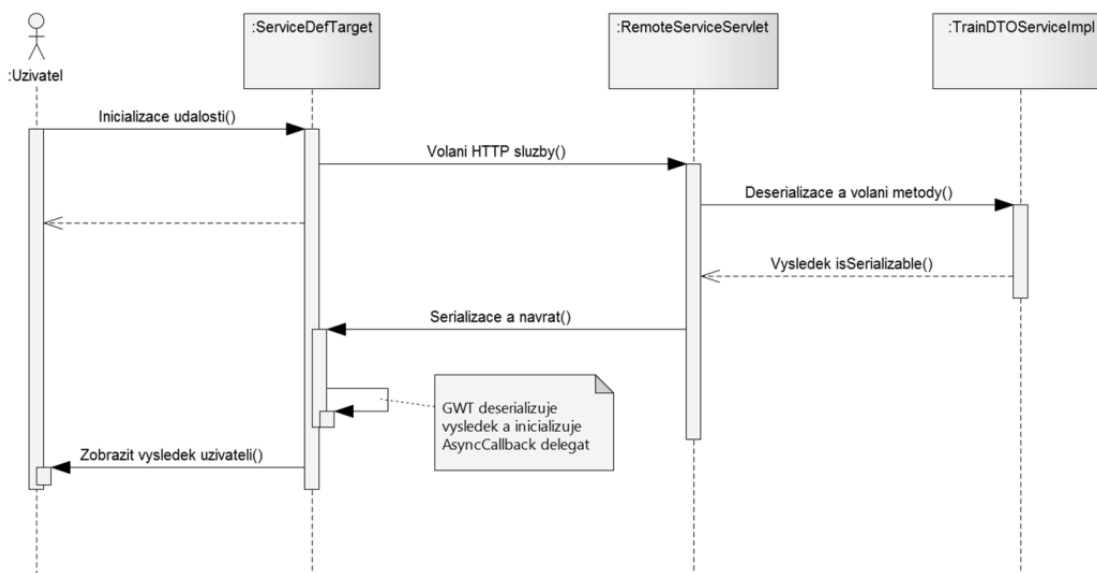 :Uzivatel
:ServiceDefTarget
:RemoteServiceServlet
:TrainDTOServiceImpl
Inicializace udalosti()
Volani HTTP sluzby()
Deserializace a volani metody()
Vysledek isSerializable()
Serializace a navrat()
GWT deserializuje
vysledek a inicializuje
AsyncCallback delegat
Zobrazit vysledek uzivateli()